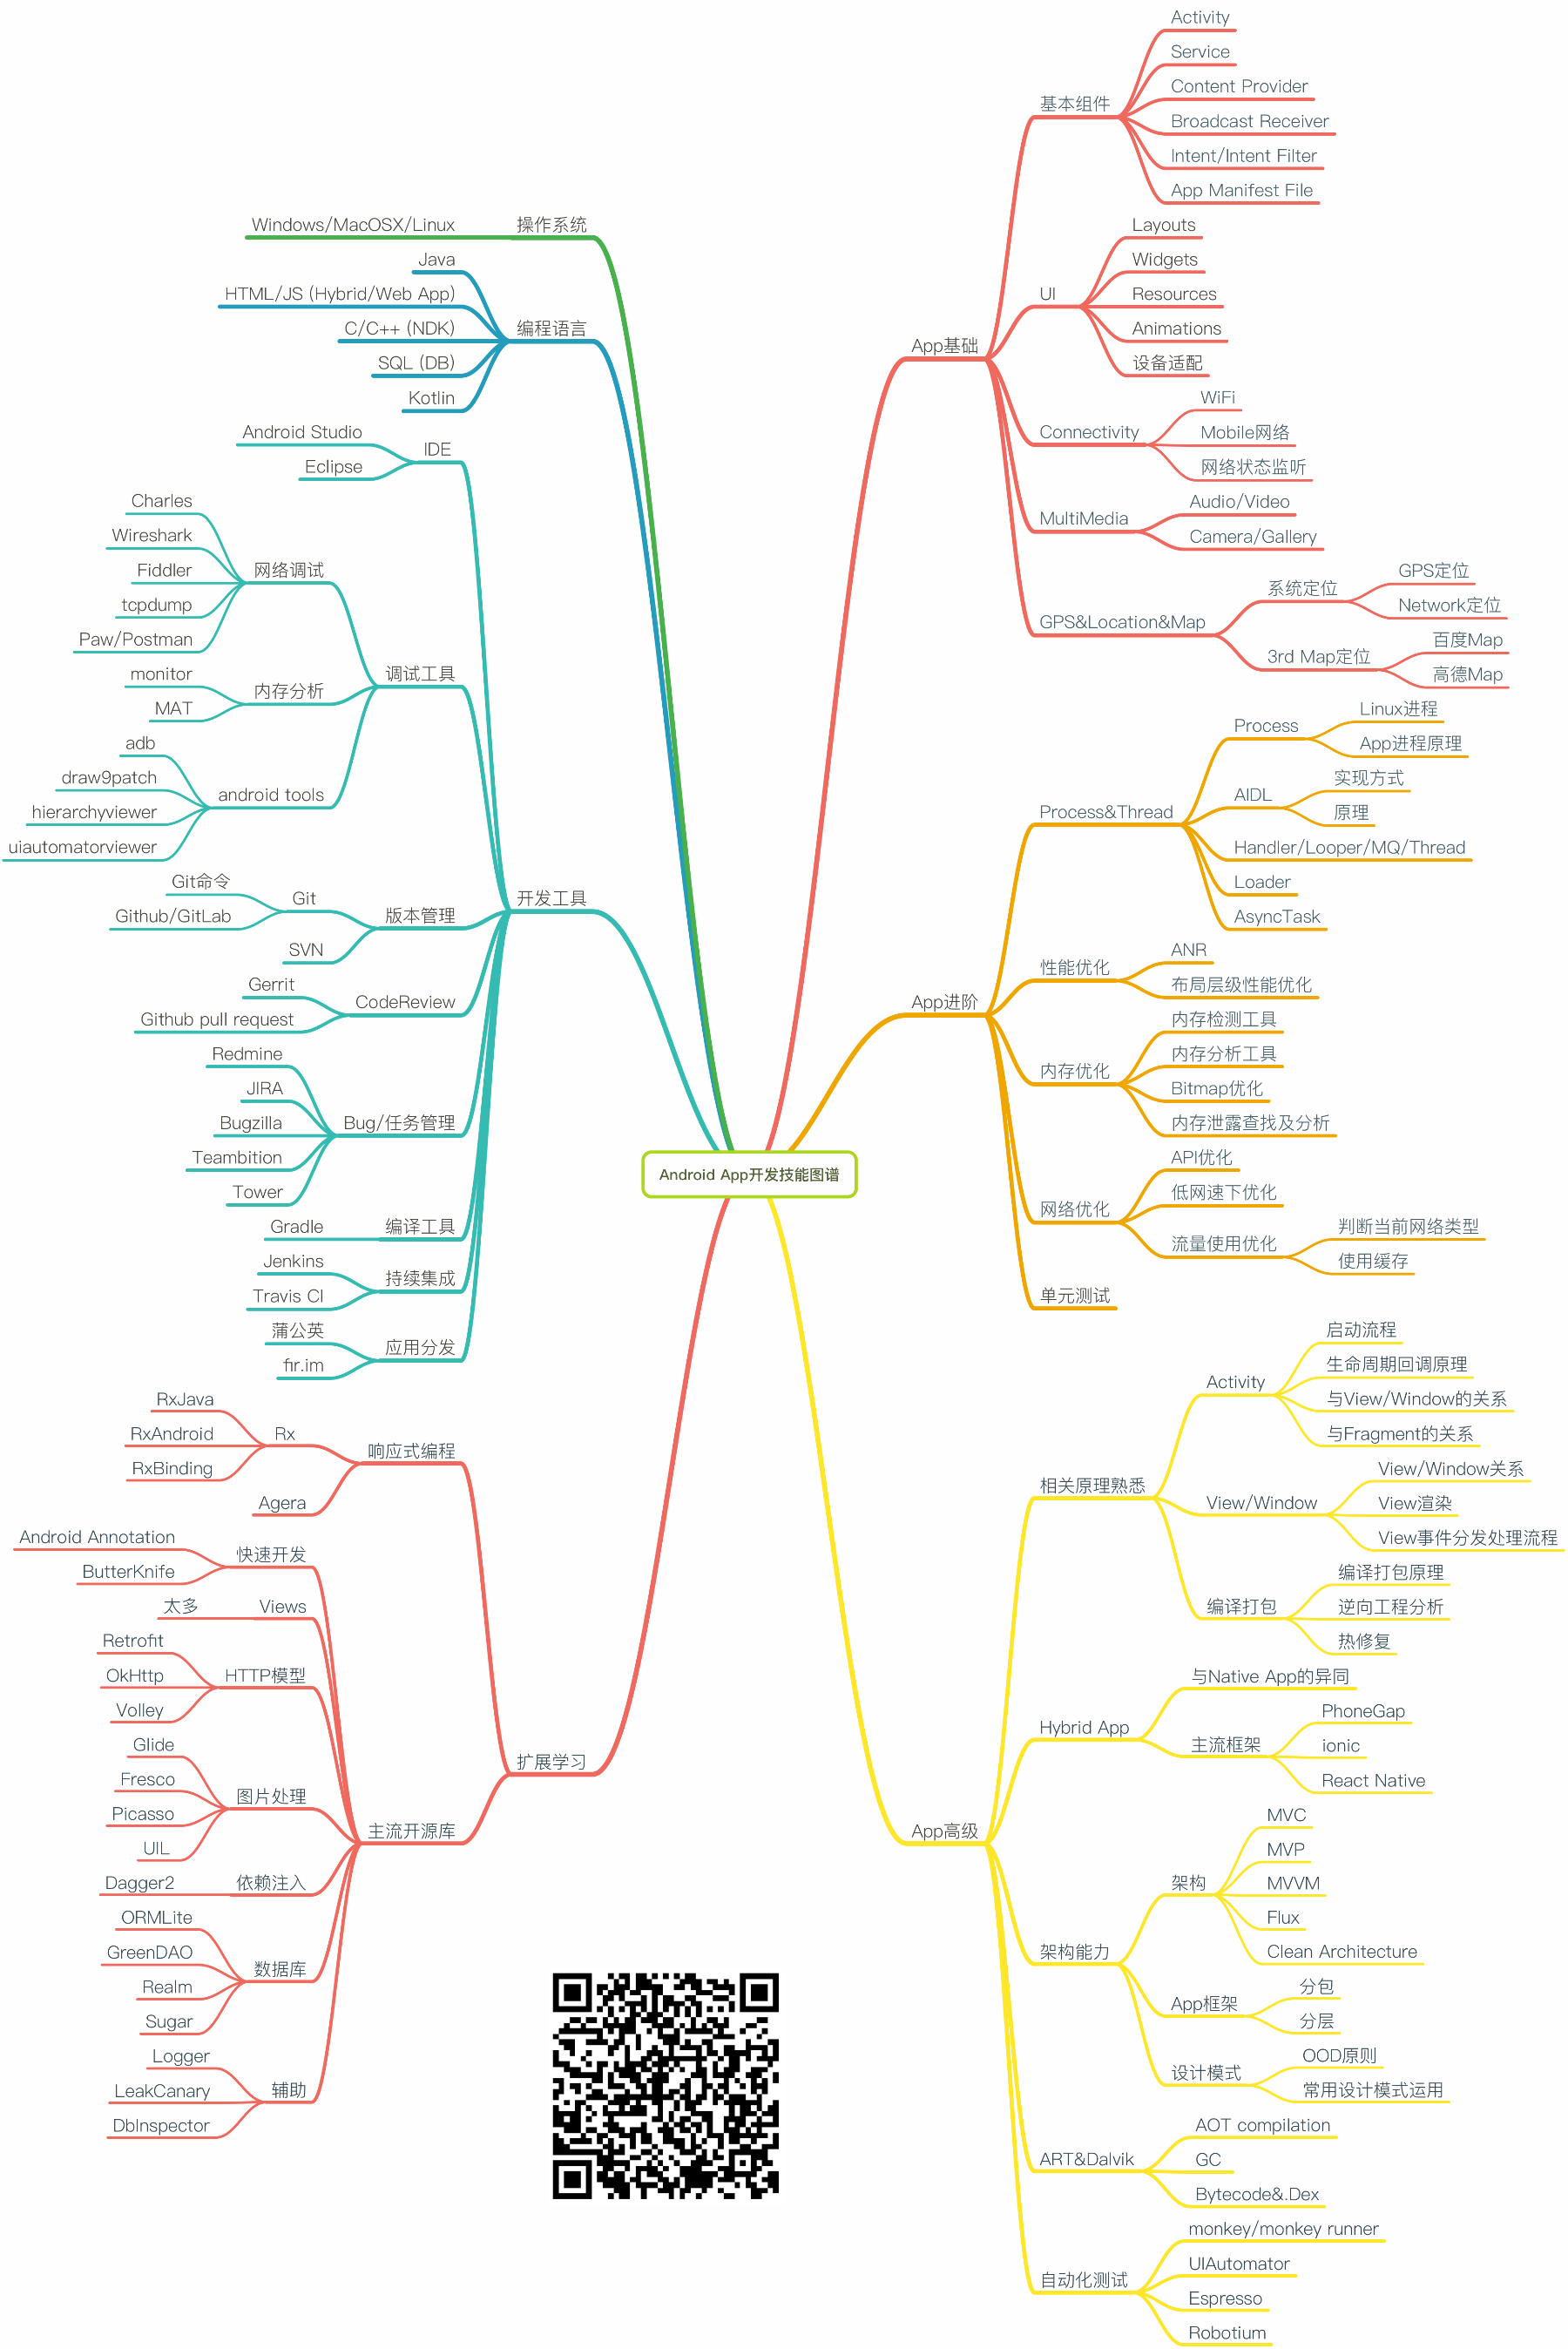 Android App开发技能图谱
操作系统
Windows/MacOSX/Linux
编程语言
Java
HTML/JS (Hybrid/Web App)
C/C++ (NDK)
SQL (DB)
Kotlin
开发工具
IDE
Android Studio
Eclipse
调试工具
网络调试
Charles
Wireshark
Fiddler
tcpdump
Paw/Postman
内存分析
monitor
MAT
android tools
adb
draw9patch
hierarchyviewer
uiautomatorviewer
版本管理
Git
Git命令
Github/GitLab
SVN
CodeReview
Gerrit
Github pull request
Bug/任务管理
Redmine
JIRA
Bugzilla
Teambition
Tower
编译工具
Gradle
持续集成
Jenkins
Travis CI
应用分发
蒲公英
fir.im
扩展学习
响应式编程
Rx
RxJava
RxAndroid
RxBinding
Agera
主流开源库
快速开发
Android Annotation
ButterKnife
Views
太多
HTTP模型
Retrofit
OkHttp
Volley
图片处理
Glide
Fresco
Picasso
UIL
依赖注入
Dagger2
数据库
ORMLite
GreenDAO
Realm
Sugar
辅助
Logger
LeakCanary
DbInspector
App基础
基本组件
Activity
Service
Content Provider
Broadcast Receiver
Intent/Intent Filter
App Manifest File
UI
Layouts
Widgets
Resources
Animations
设备适配
Connectivity
WiFi
Mobile网络
网络状态监听
MultiMedia
Audio/Video
Camera/Gallery
GPS&Location&Map
系统定位
GPS定位
Network定位
3rd Map定位
百度Map
高德Map
App进阶
Process&Thread
Process
Linux进程
App进程原理
AIDL
实现方式
原理
Handler/Looper/MQ/Thread
Loader
AsyncTask
性能优化
ANR
布局层级性能优化
内存优化
内存检测工具
内存分析工具
Bitmap优化
内存泄露查找及分析
网络优化
API优化
低网速下优化
流量使用优化
判断当前网络类型
使用缓存
单元测试
App高级
相关原理熟悉
Activity
启动流程
生命周期回调原理
与View/Window的关系
与Fragment的关系
View/Window
View/Window关系
View渲染
View事件分发处理流程
编译打包
编译打包原理
逆向工程分析
热修复
Hybrid App
与Native App的异同
主流框架
PhoneGap
ionic
React Native
架构能力
架构
MVC
MVP
MVVM
Flux
Clean Architecture
App框架
分包
分层
设计模式
OOD原则
常用设计模式运用
ART&Dalvik
AOT compilation
GC
Bytecode&.Dex
自动化测试
monkey/monkey runner
UIAutomator
Espresso
Robotium